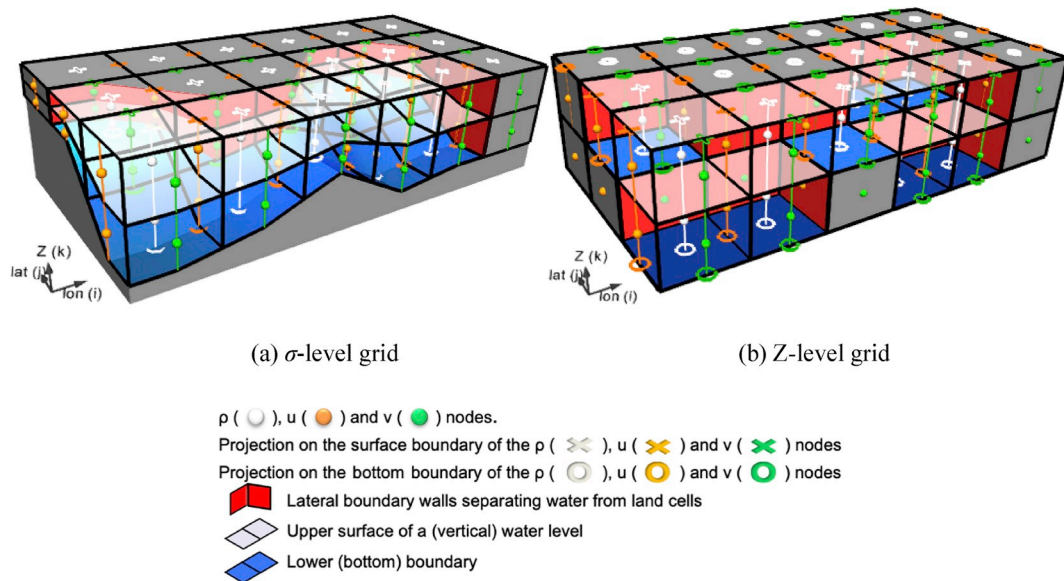 Z (k)
lat (j)
lon (i)
Z (k)
lat (j)
lon (i)
(a) σ-level grid
(b) Z-level grid
ρ ( ), u ( ) and v ( ) nodes.
Projection on the surface boundary of the ρ ( ), u ( ) and v ( ) nodes
Projection on the bottom boundary of the ρ ( ), u ( ) and v ( ) nodes
Lateral boundary walls separating water from land cells
Upper surface of a (vertical) water level
Lower (bottom) boundary